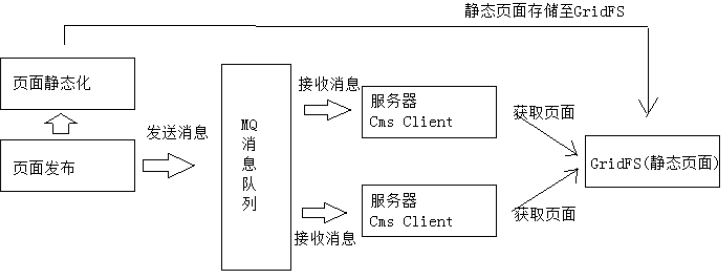 静态页面存储至GridFS
页面静态化
页面发布
发送消息
MQ
消
息
队
列
接收消息
服务器
Cms Client
获取页面
GridFS(静态页面)
接收消息
服务器
Cms Client
获取页面